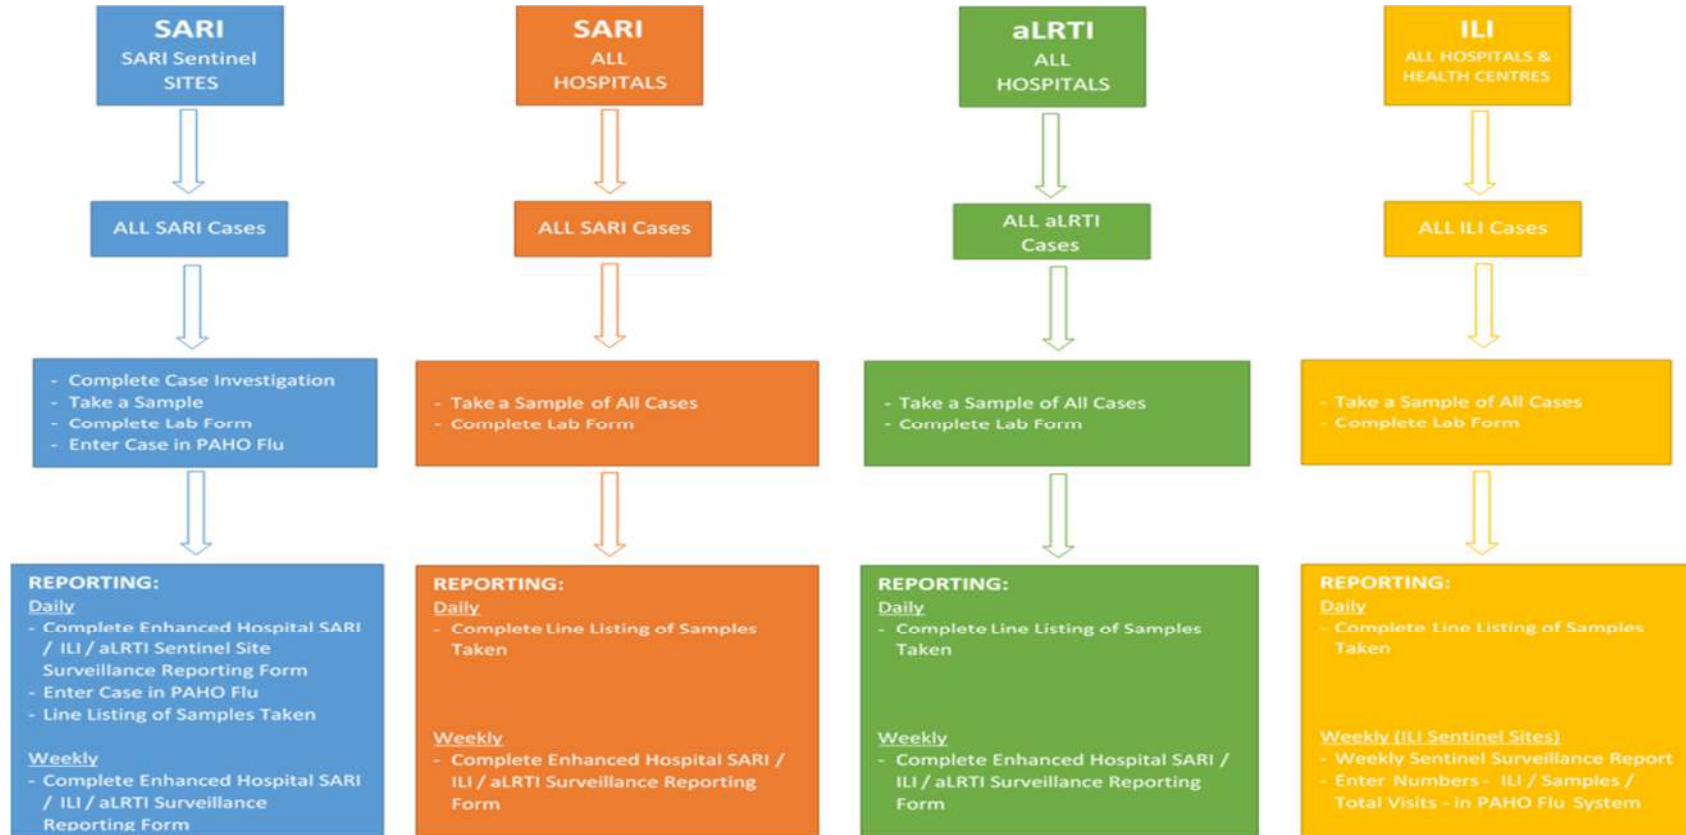 SARI
SARI Sentinel
SITES
ALL SARI Cases
- Complete Case Investigation
- Take a Sample
- Complete Lab Form
- Enter Case in PAHO Flu
REPORTING:
Daily
- Complete Enhanced Hospital SARI
/ ILI / aLRTI Sentinel Site
Surveillance Reporting Form
- Enter Case in PAHO Flu
- Line Listing of Samples Taken
Weekly
- Complete Enhanced Hospital SARI
/ ILI / aLRTI Surveillance
Reporting Form
SARI
ALL
HOSPITALS
ALL SARI Cases
- Take a Sample of All Cases
- Complete Lab Form
REPORTING:
Daily
- Complete Line Listing of Samples
Taken
Weekly
- Complete Enhanced Hospital SARI /
ILI / aLRTI Surveillance Reporting
Form
aLRTI
ALL
HOSPITALS
ALL aLRTI
Cases
- Take a Sample of All Cases
- Complete Lab Form
REPORTING:
Daily
- Complete Line Listing of Samples
Taken
Weekly
- Complete Enhanced Hospital SARI /
ILI / aLRTI Surveillance Reporting
Form
ILI
ALL HOSPITALS &
HEALTH CENTRES
ALL ILI Cases
- Take a Sample of All Cases
- Complete Lab Form
REPORTING:
Daily
- Complete Line Listing of Samples
Taken
Weekly (ILI Sentinel Sites)
- Weekly Sentinel Surveillance Report
- Enter Numbers - ILI / Samples /
Total Visits - in PAHO Flu System